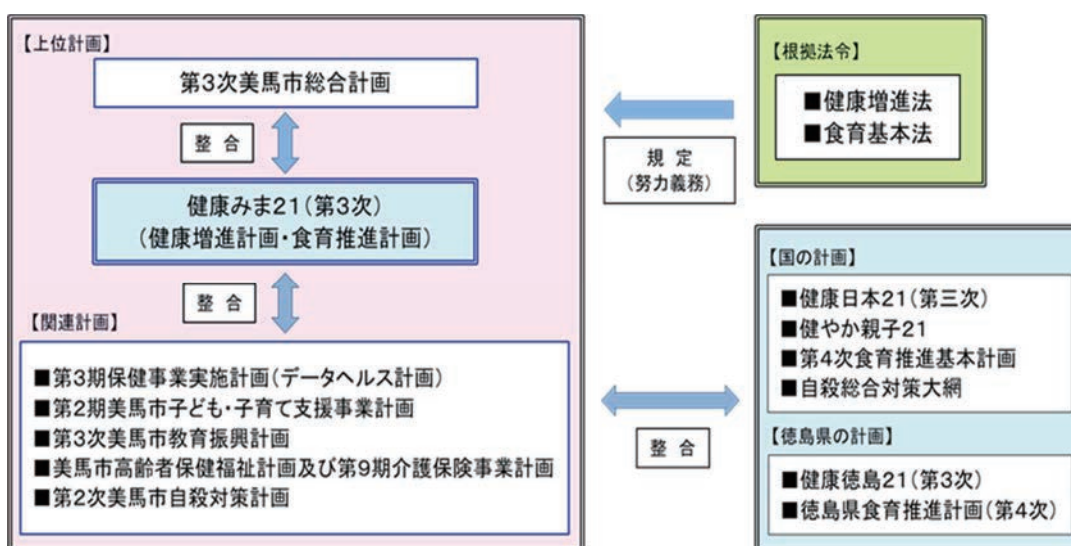 【上位計画】
第3次美馬市総合計画
整 合
健康みま21(第3次)
(健康増進計画・食育推進計画)
整 合
【関連計画】
■第3期保健事業実施計画(データヘルス計画)
■第2期美馬市子ども・子育て支援事業計画
■第3次美馬市教育振興計画
■美馬市高齢者保健福祉計画及び第9期介護保険事業計画
■第2次美馬市自殺対策計画
【根拠法令】
■健康増進法
■食育基本法
規 定
(努力義務)
【国の計画】
■健康日本21(第三次)
■健やか親子21
■第4次食育推進基本計画
■自殺総合対策大綱
整 合
【徳島県の計画】
■健康徳島21(第3次)
■徳島県食育推進計画(第4次)